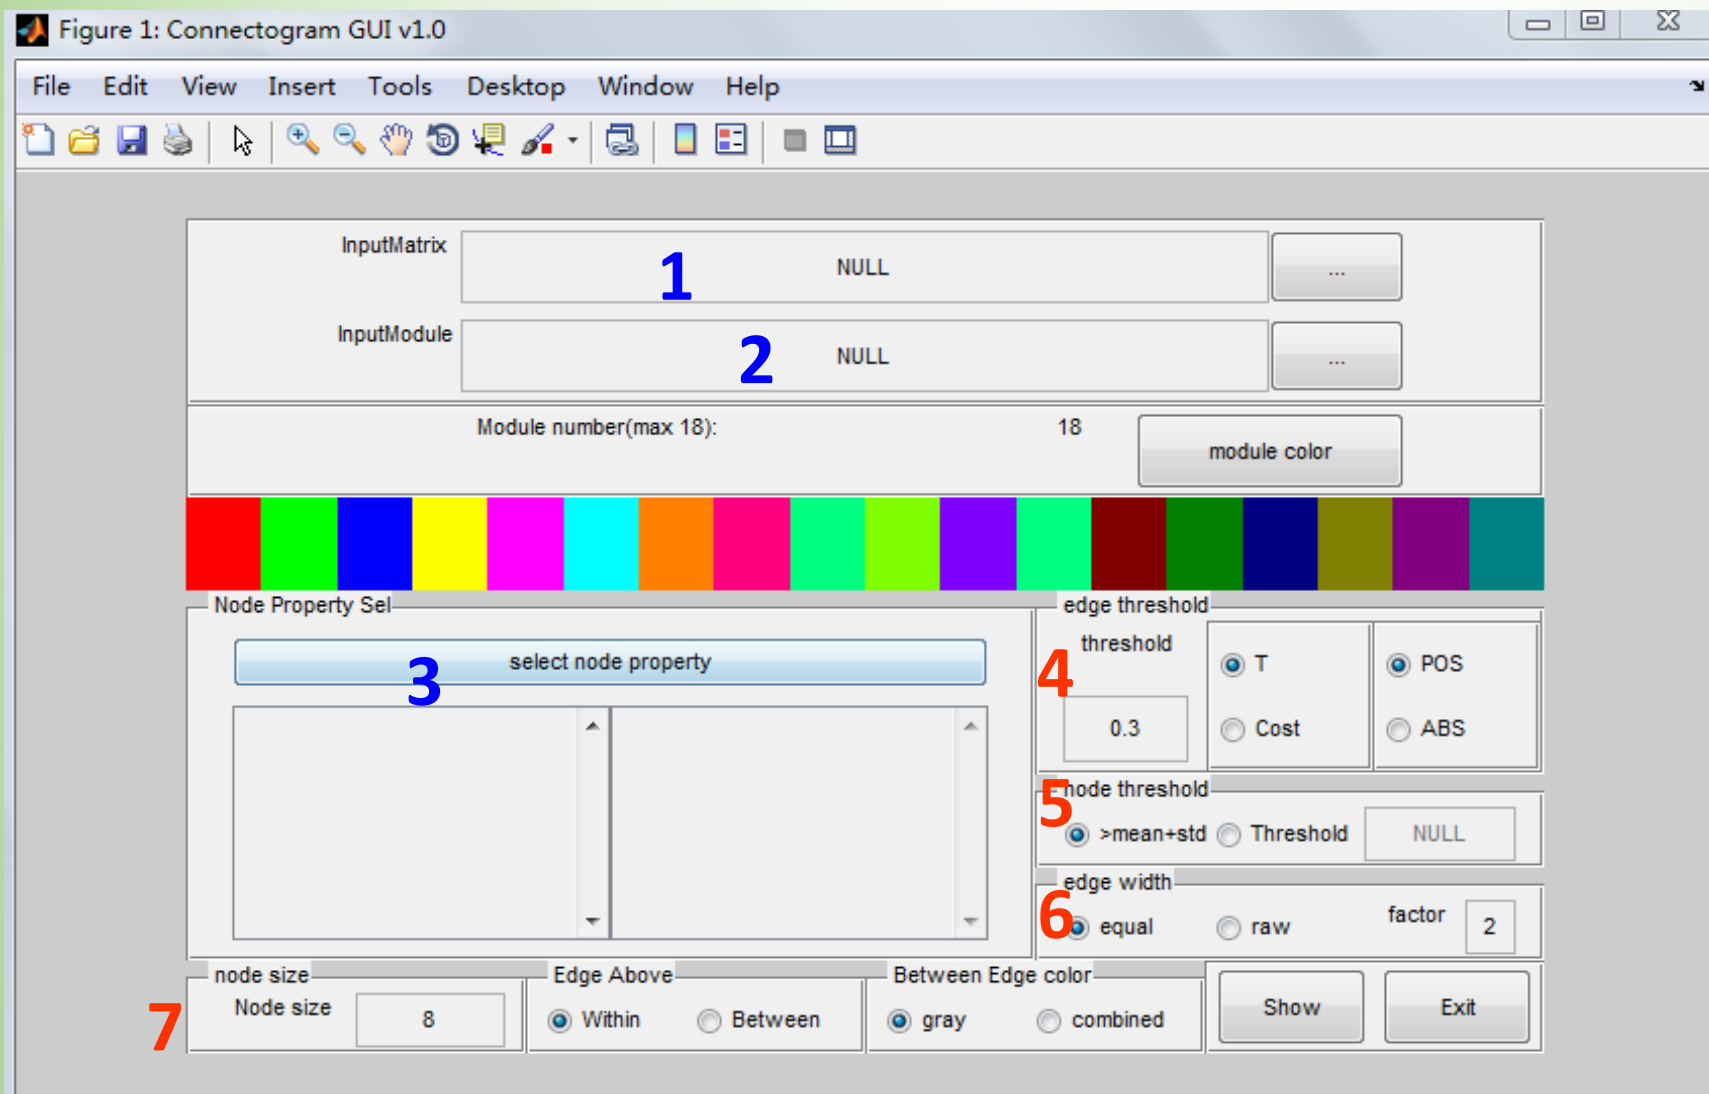 Figure 1: Connectogram GUI v1.0
File Edit View Insert Tools Desktop Window Help
InputMatrix 1 NULL ...
InputModule 2 NULL ...
Module number(max 18): 18 module color
Node Property Sel
3 select node property
edge threshold
4 threshold T POS
0.3 Cost ABS
5 node threshold
>mean+std Threshold NULL
edge width
6 equal raw factor 2
node size
7 Node size 8
Edge Above
Within Between
Between Edge color
gray combined
Show Exit